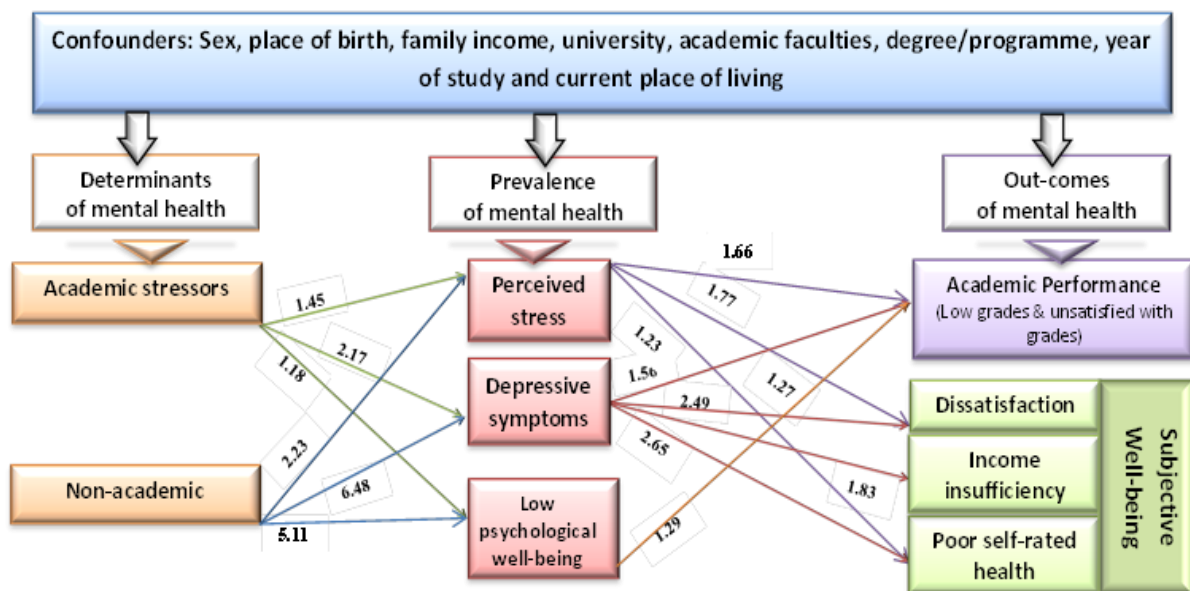 Confounders: Sex, place of birth, family income, university, academic faculties, degree/programme, year
of study and current place of living
Determinants
of mental health
Prevalence
of mental health
Out-comes
of mental health
Academic stressors
Non-academic
1.45
2.17
1.18
2.23
6.48
5.11
Perceived
stress
Depressive
symptoms
Low
psychological
well-being
1.66
1.77
1.23
1.56
1.27
2.49
2.65
1.83
1.29
Academic Performance
(Low grades & unsatisfied with
grades)
Dissatisfaction
Income
insufficiency
Poor self-rated
health
Subjective
Well-being